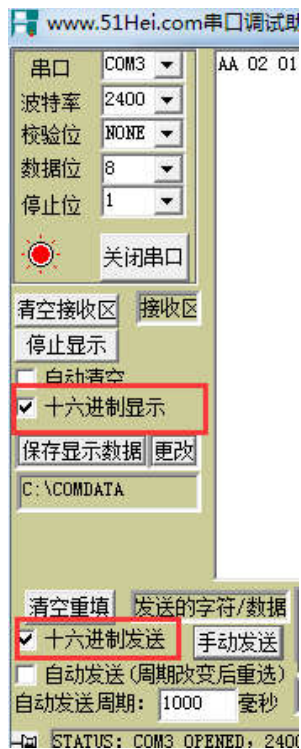 www.51Hei.com串口调试助
串口 COM3
AA 02 01
波特率 2400
校验位 NONE
数据位 8
停止位 1
关闭串口
清空接收区 接收区
停止显示
自动清空
十六进制显示
保存显示数据 更改
C:\COMDATA
清空重填 发送的字符/数据
十六进制发送 手动发送
自动发送(周期改变后重选)
自动发送周期: 1000 毫秒
STATUS: COM3 OPENED, 2400